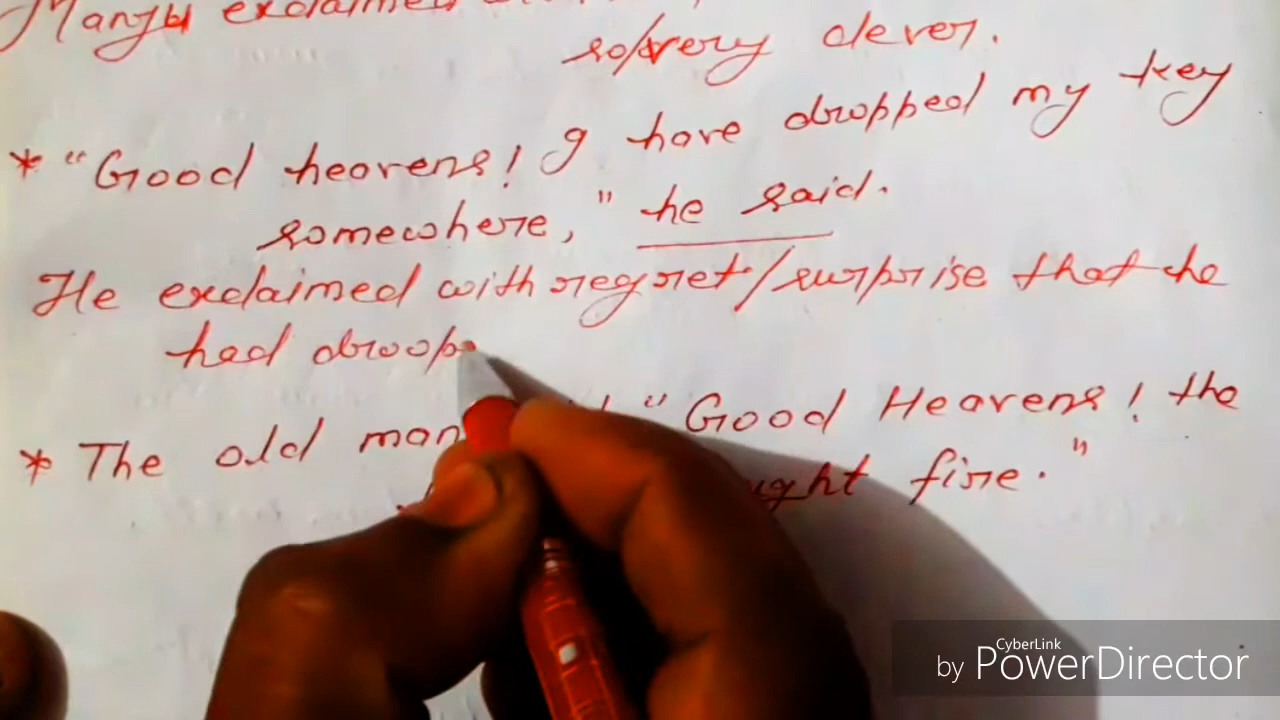 Manju exclaimed
so/very clever.
* "Good heavens! I have dropped my key
somewhere," he said.
He exclaimed with regret/surprise that he
had drop
* The old man " Good Heavens! the
fire."
CyberLink
by PowerDirector